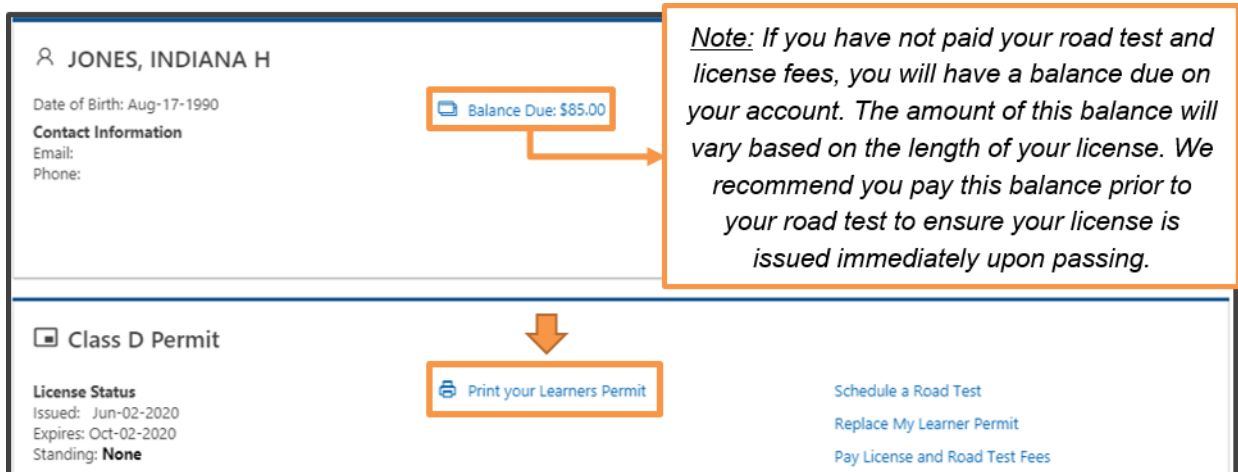 JONES, INDIANA H
Date of Birth: Aug-17-1990
Contact Information
Email:
Phone:
Balance Due: $85.00
Note: If you have not paid your road test and
license fees, you will have a balance due on
your account. The amount of this balance will
vary based on the length of your license. We
recommend you pay this balance prior to
your road test to ensure your license is
issued immediately upon passing.
Class D Permit
License Status
Issued: Jun-02-2020
Expires: Oct-02-2020
Standing: None
Print your Learners Permit
Schedule a Road Test
Replace My Learner Permit
Pay License and Road Test Fees